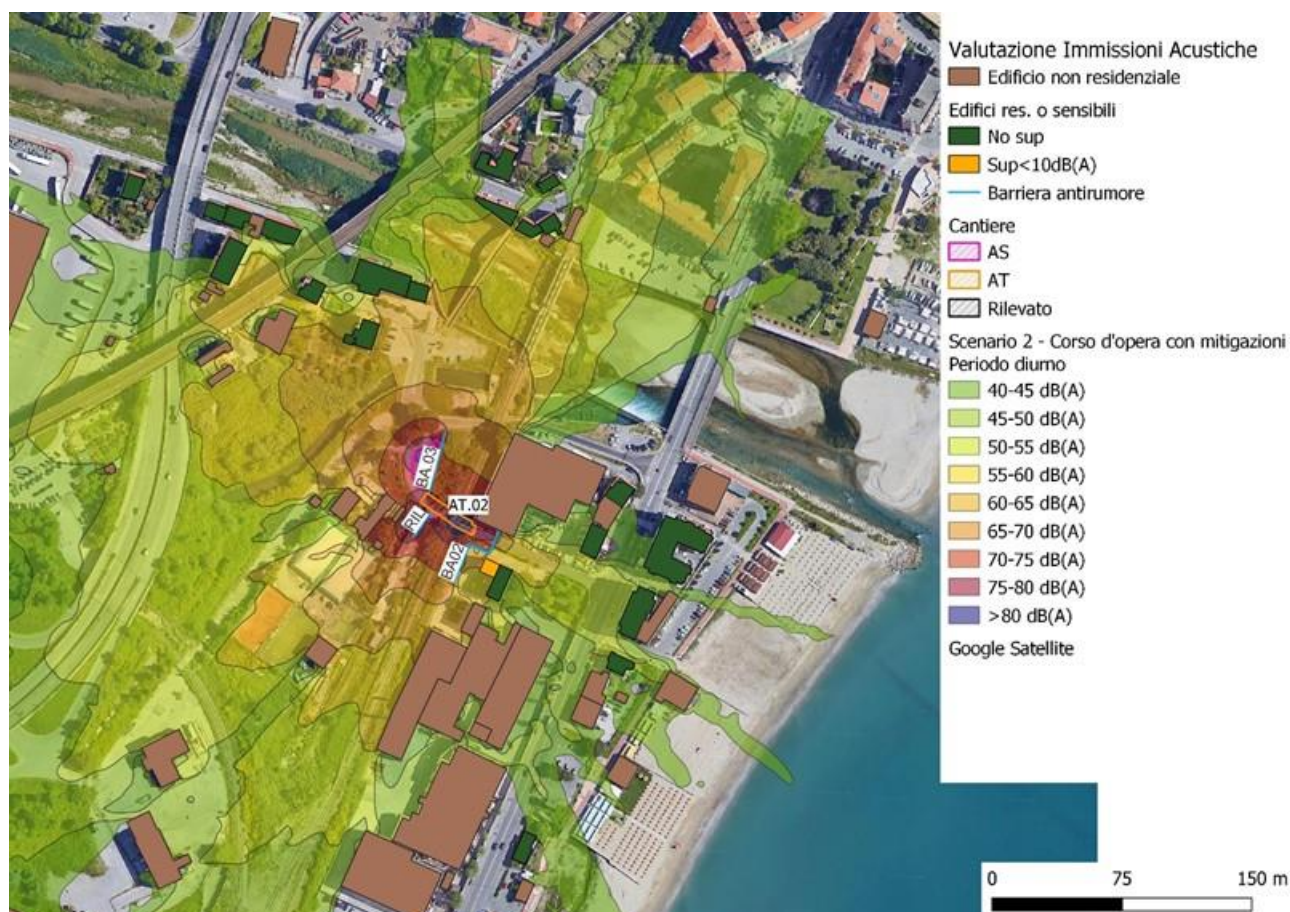 Valutazione Immissioni Acustiche
Edificio non residenziale
Edifici res. o sensibili
No sup
Sup<10dB(A)
Barriera antirumore
Cantiere
AS
AT
Rilevato
Scenario 2 - Corso d'opera con mitigazioni
Periodo diurno
40-45 dB(A)
45-50 dB(A)
50-55 dB(A)
55-60 dB(A)
60-65 dB(A)
65-70 dB(A)
70-75 dB(A)
75-80 dB(A)
>80 dB(A)
Google Satellite
BA.03
AT.02
RIL
BA02
0 75 150 m